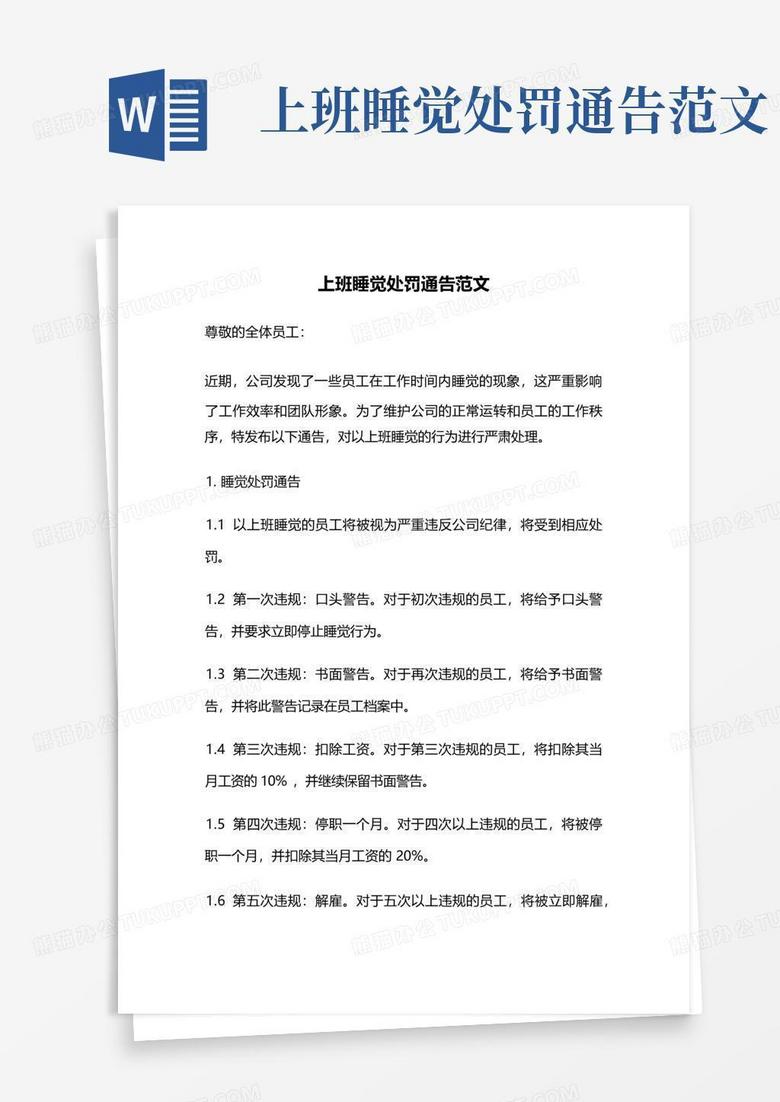 W
上班睡觉处罚通告范文
上班睡觉处罚通告范文
尊敬的全体员工：
近期，公司发现了一些员工在工作时间内睡觉的现象，这严重影响
了工作效率和团队形象。为了维护公司的正常运转和员工的工作秩
序，特发布以下通告，对以上班睡觉的行为进行严肃处理。
1. 睡觉处罚通告
1.1 以上班睡觉的员工将被视为严重违反公司纪律，将受到相应处
罚。
1.2 第一次违规：口头警告。对于初次违规的员工，将给予口头警
告，并要求立即停止睡觉行为。
1.3 第二次违规：书面警告。对于再次违规的员工，将给予书面警
告，并将此警告记录在员工档案中。
1.4 第三次违规：扣除工资。对于第三次违规的员工，将扣除其当
月工资的10%，并继续保留书面警告。
1.5 第四次违规：停职一个月。对于四次以上违规的员工，将被停
职一个月，并扣除其当月工资的 20%。
1.6 第五次违规：解雇。对于五次以上违规的员工，将被立即解雇，
熊猫办公 TUKUPPT.COM